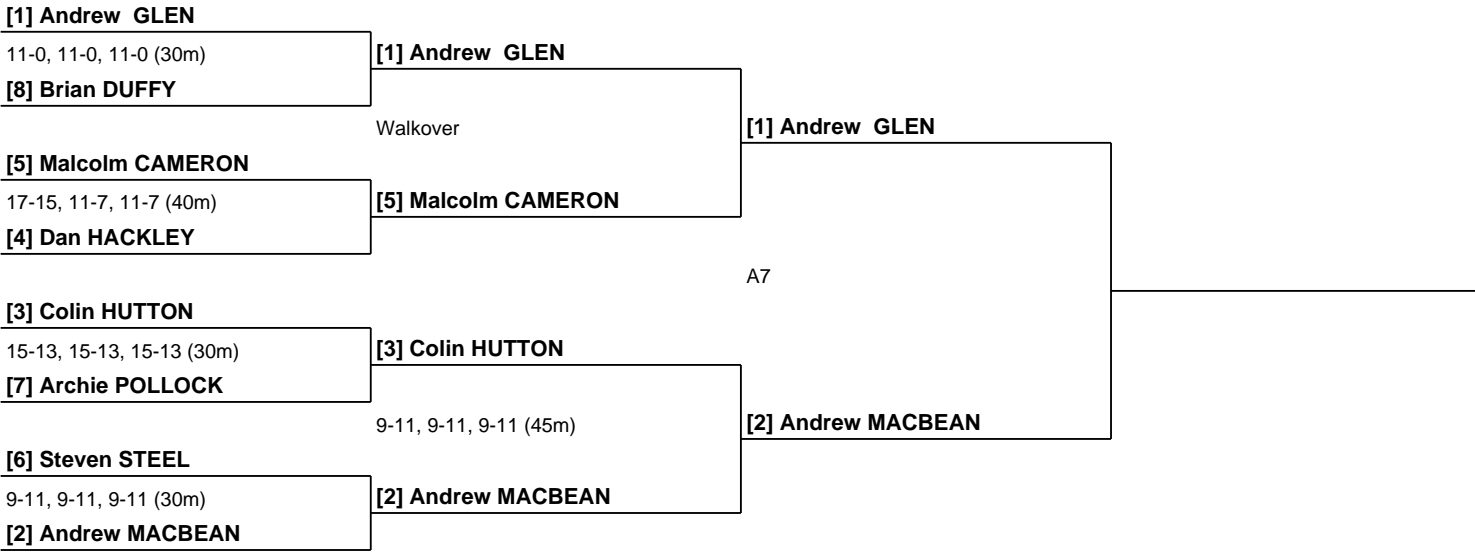 [1] Andrew  GLEN
11-0, 11-0, 11-0 (30m)
[1] Andrew  GLEN
[8] Brian DUFFY
Walkover
[1] Andrew  GLEN
[5] Malcolm CAMERON
17-15, 11-7, 11-7 (40m)
[5] Malcolm CAMERON
[4] Dan HACKLEY
A7
[3] Colin HUTTON
15-13, 15-13, 15-13 (30m)
[3] Colin HUTTON
[7] Archie POLLOCK
9-11, 9-11, 9-11 (45m)
[2] Andrew MACBEAN
[6] Steven STEEL
9-11, 9-11, 9-11 (30m)
[2] Andrew MACBEAN
[2] Andrew MACBEAN